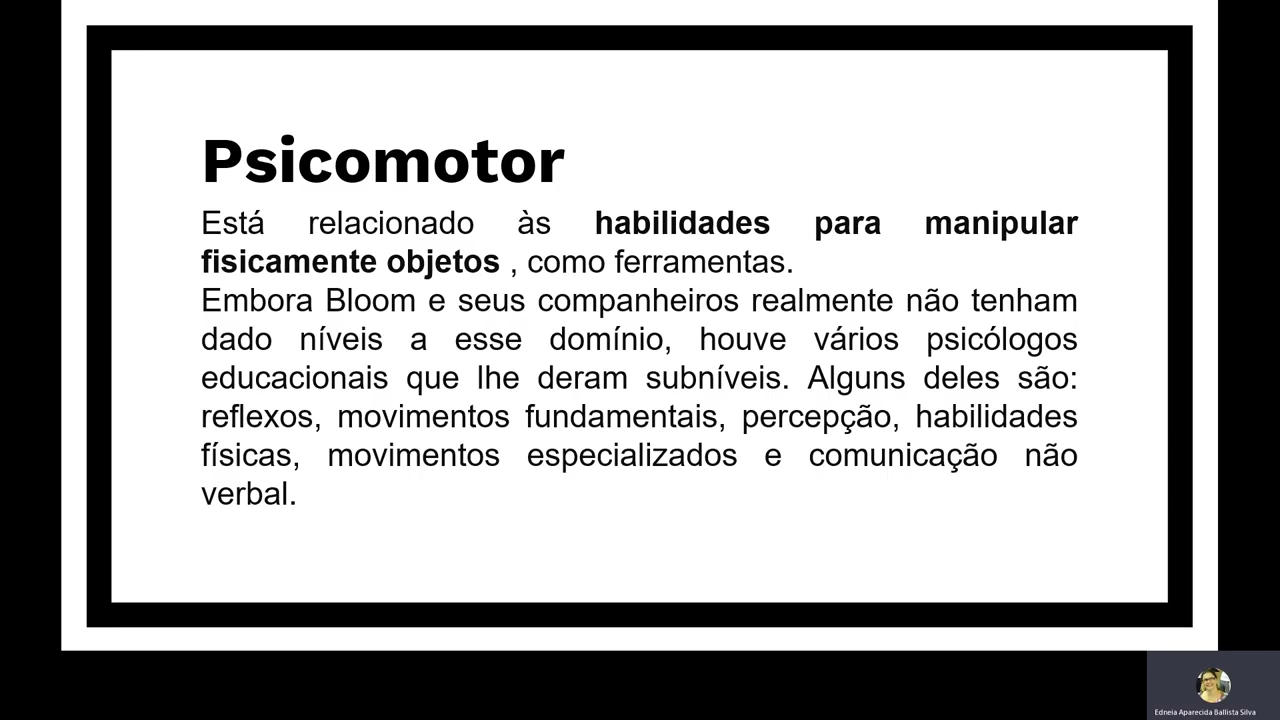 Psicomotor
Está relacionado às habilidades para manipular
fisicamente objetos , como ferramentas.
Embora Bloom e seus companheiros realmente não tenham
dado níveis a esse domínio, houve vários psicólogos
educacionais que lhe deram subníveis. Alguns deles são:
reflexos, movimentos fundamentais, percepção, habilidades
físicas, movimentos especializados e comunicação não
verbal.
Edneia Aparecida Ballista Silva